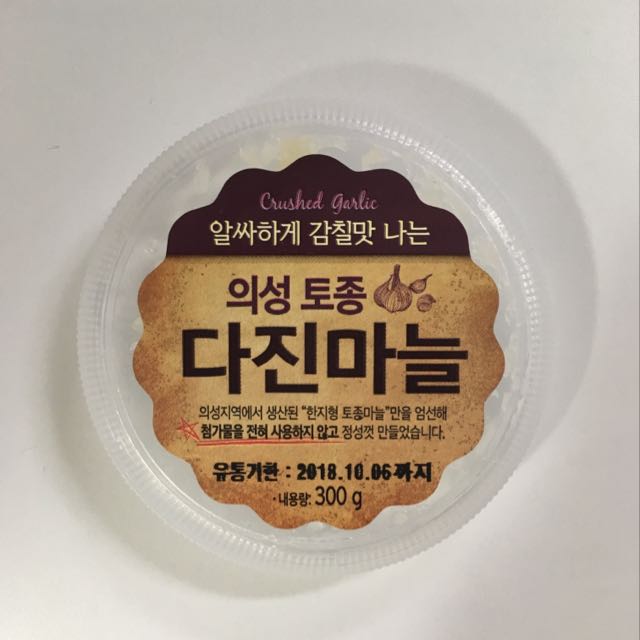 Crushed Garlic
알싸하게 감칠맛 나는
의성 토종
다진마늘
의성지역에서 생산된 "한지형 토종마늘"만을 엄선해
첨가물을 전혀 사용하지 않고 정성껏 만들었습니다.
유통기한 : 2018.10.06까지
· 내용량: 300 g